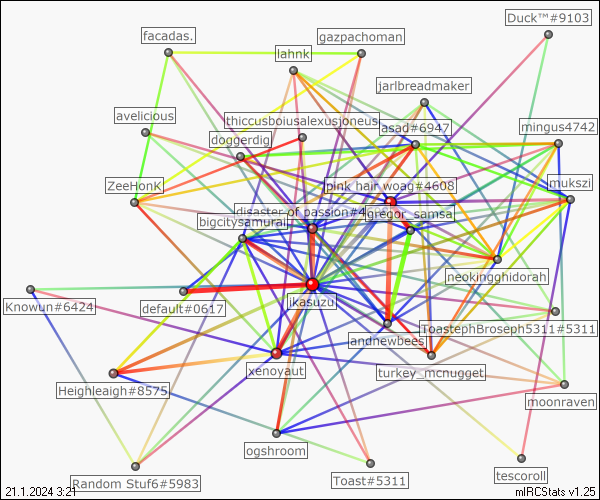 Duck™#9103
facadas.
gazpachoman
lahnk
jarlbreadmaker
avelicious
thiccusboiusalexusjoneus
asad#6947
mingus4742
doggerdig
ZeeHonK
pink hair woag#4608
mukszi
disaster of passion#4
gregor_samsa
bigcitysamurai
neokingghidorah
Knowun#6424
default#0617
ikasuzu
ToastephBroseph5311#5311
andnewbees
xenoyaut
turkey_mcnugget
Heighleaigh#8575
moonraven
ogshroom
Random Stuf6#5983
Toast#5311
tescoroll
21.1.2024 3:21
mIRCStats v1.25